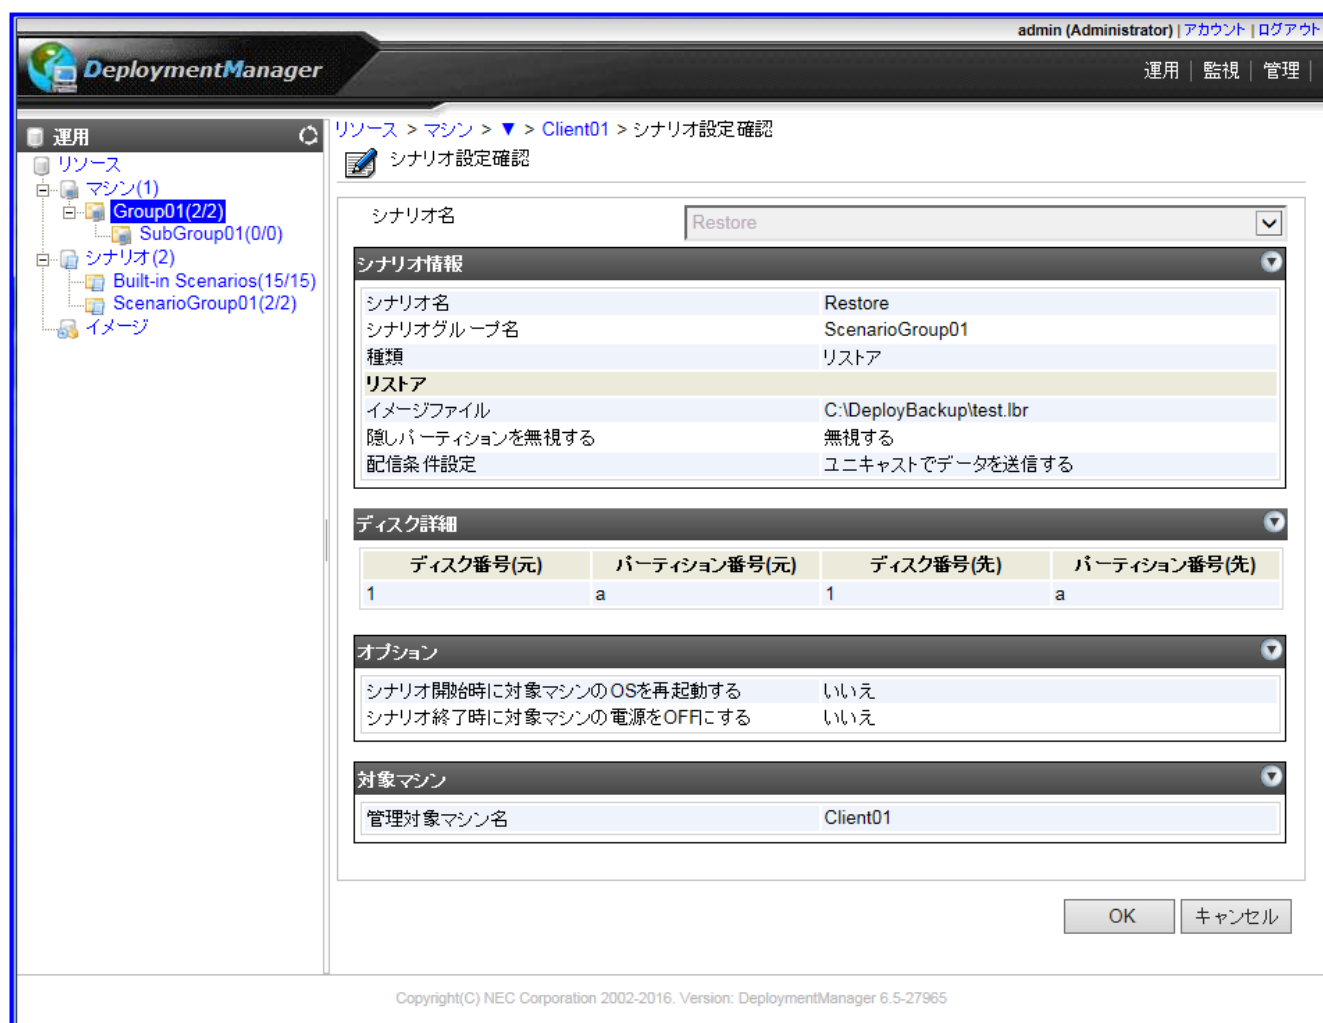 admin (Administrator) | アカウント | ログアウト
DeploymentManager
運用 | 監視 | 管理 |
運用
リソース
マシン(1)
Group01(2/2)
SubGroup01(0/0)
シナリオ(2)
Built-in Scenarios(15/15)
ScenarioGroup01(2/2)
イメージ
リソース > マシン > ▼ > Client01 > シナリオ設定確認
シナリオ設定確認
シナリオ名 Restore
シナリオ情報
シナリオ名 Restore
シナリオグループ名 ScenarioGroup01
種類 リストア
リストア
イメージファイル C:\DeployBackup\test.lbr
隠しパーティションを無視する 無視する
配信条件設定 ユニキャストでデータを送信する
ディスク詳細
ディスク番号(元) パーティション番号(元) ディスク番号(先) パーティション番号(先)
1 a 1 a
オプション
シナリオ開始時に対象マシンのOSを再起動する いいえ
シナリオ終了時に対象マシンの電源をOFFにする いいえ
対象マシン
管理対象マシン名 Client01
OK キャンセル
Copyright(C) NEC Corporation 2002-2016. Version: DeploymentManager 6.5-27965